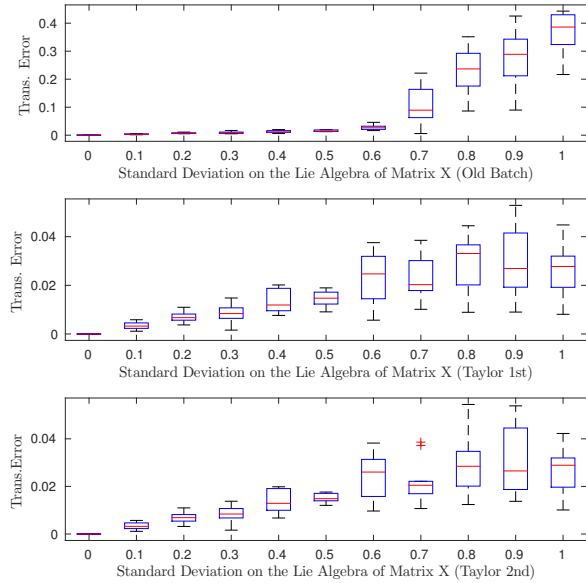 0.4
0.3
0.2
0.1
0
Trans. Error
0 0.1 0.2 0.3 0.4 0.5 0.6 0.7 0.8 0.9 1
Standard Deviation on the Lie Algebra of Matrix X (Old Batch)
0.04
0.02
0
Trans. Error
0 0.1 0.2 0.3 0.4 0.5 0.6 0.7 0.8 0.9 1
Standard Deviation on the Lie Algebra of Matrix X (Taylor 1st)
0.04
0.02
0
Trans.Error
0 0.1 0.2 0.3 0.4 0.5 0.6 0.7 0.8 0.9 1
Standard Deviation on the Lie Algebra of Matrix X (Taylor 2nd)